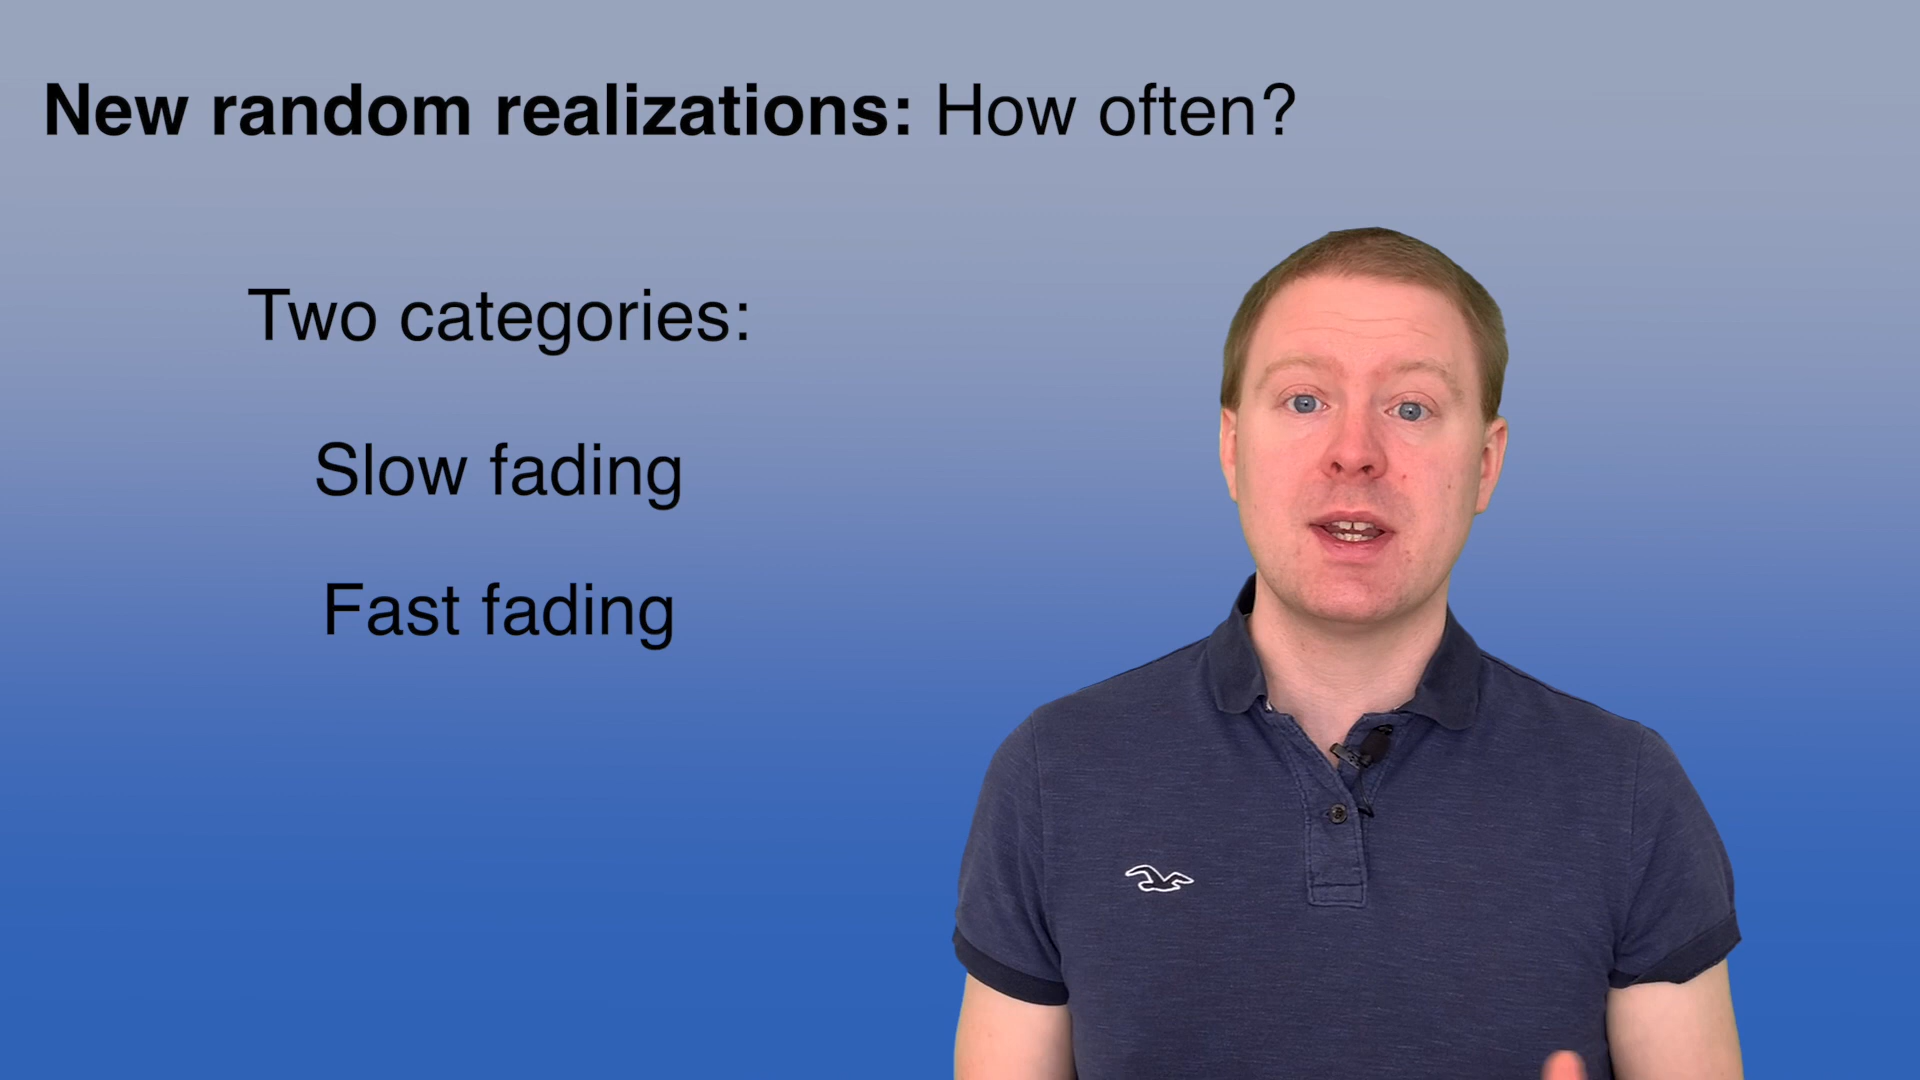 New random realizations: How often?
Two categories:
Slow fading
Fast fading